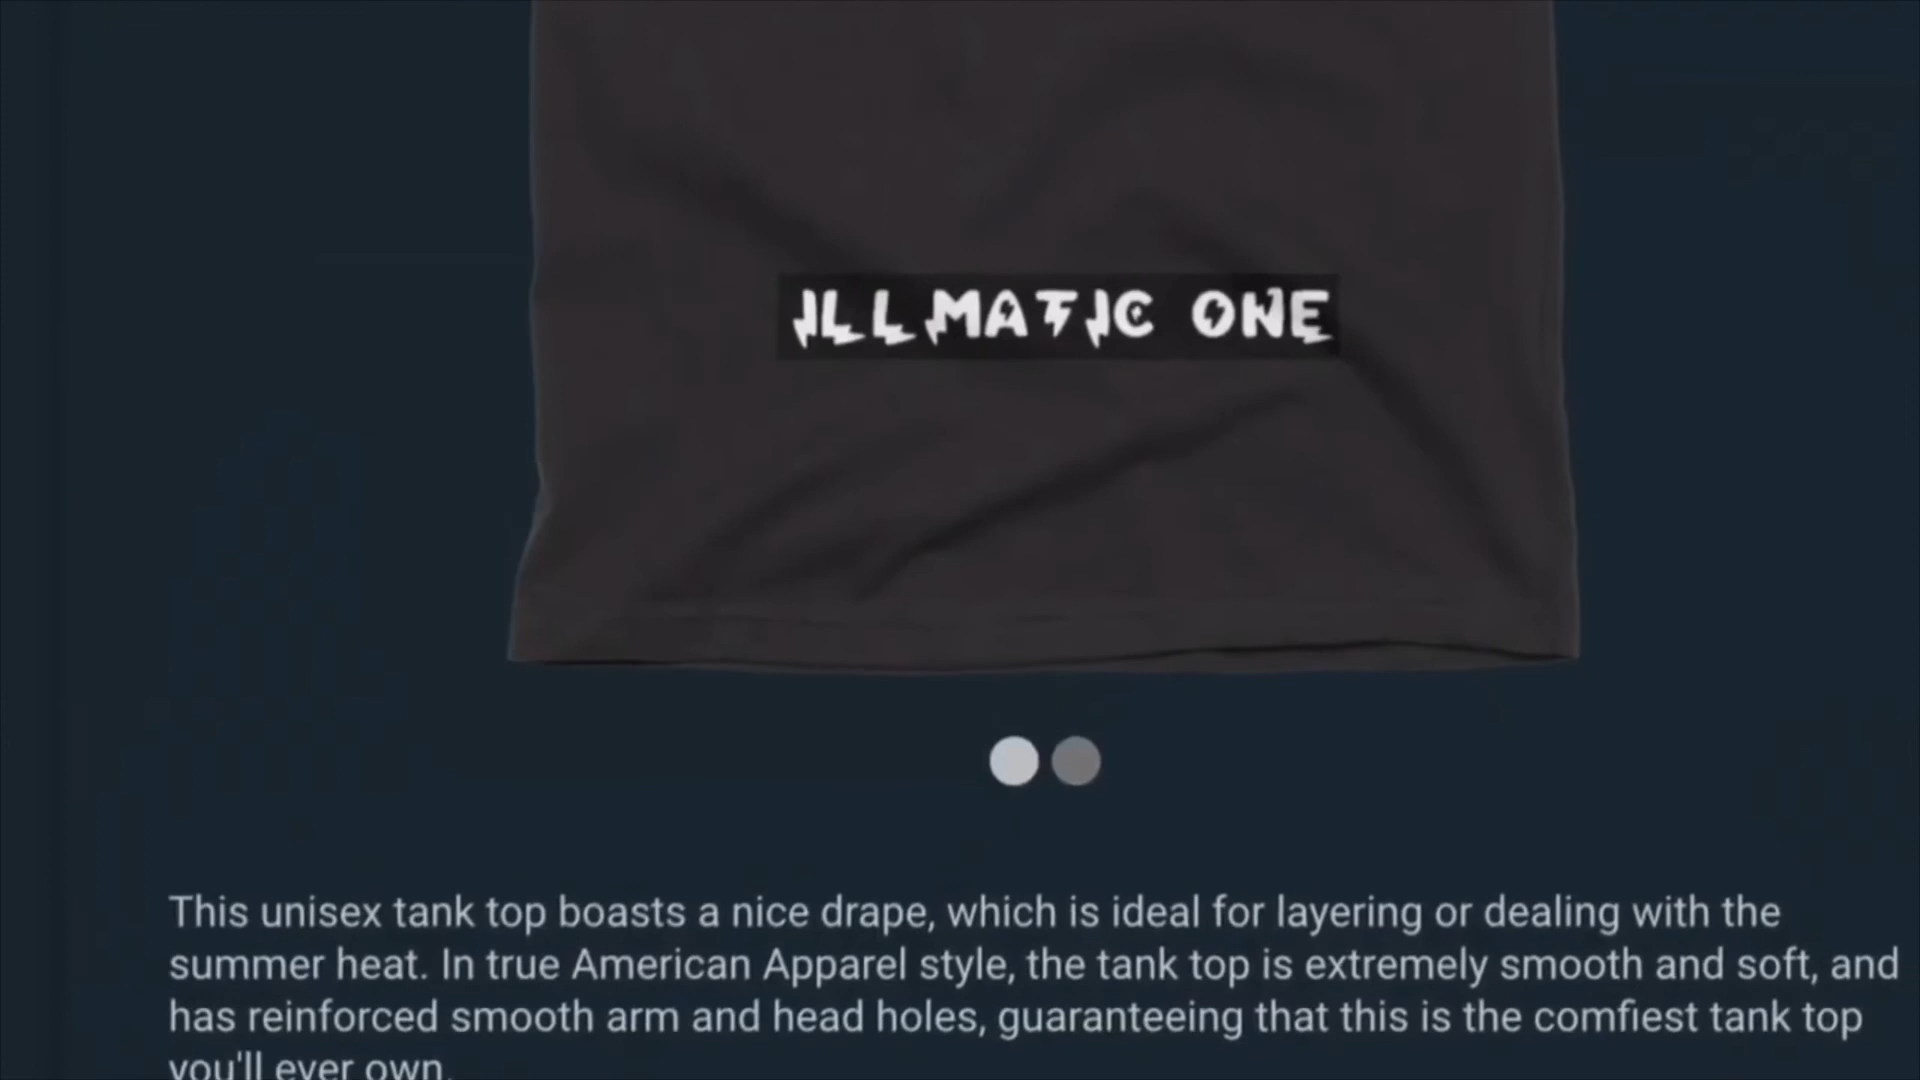 ILLMATIC ONE
This unisex tank top boasts a nice drape, which is ideal for layering or dealing with the
summer heat. In true American Apparel style, the tank top is extremely smooth and soft, and
has reinforced smooth arm and head holes, guaranteeing that this is the comfiest tank top
you'll ever own.